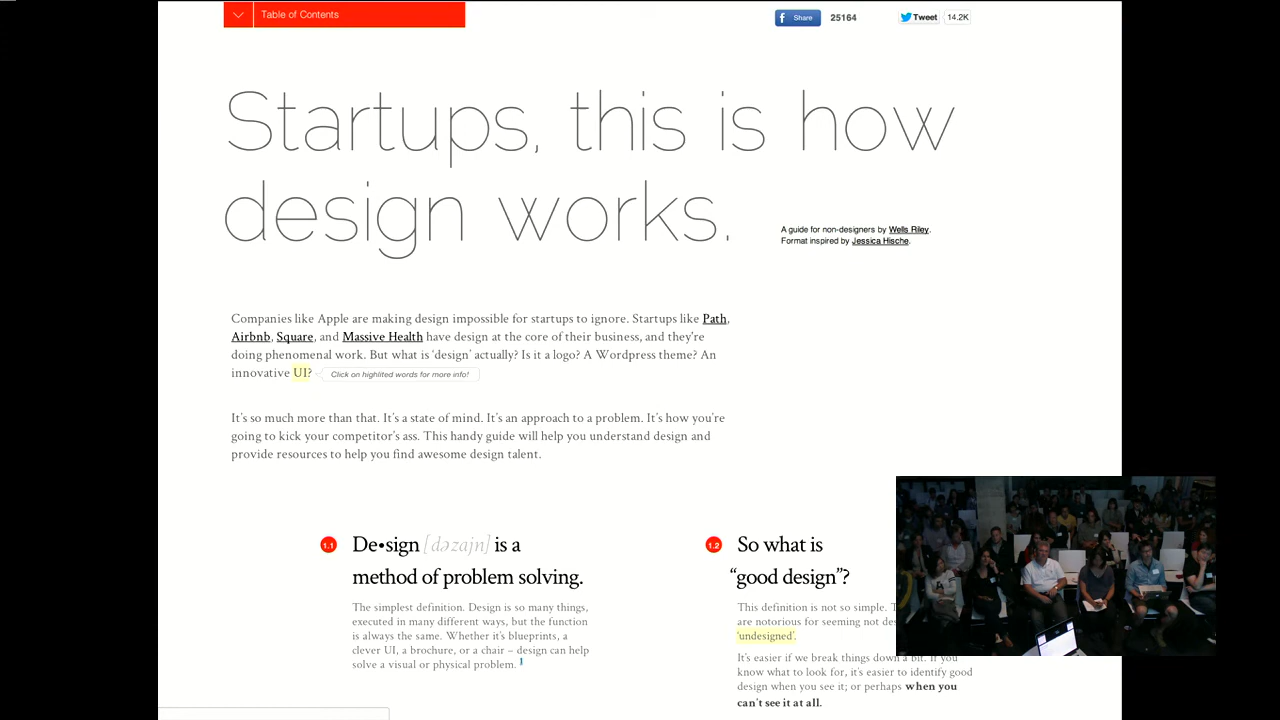 Table of Contents
Share 25164 Tweet 14.2K
Startups, this is how
design works.
A guide for non-designers by Wells Riley.
Format inspired by Jessica Hische.
Companies like Apple are making design impossible for startups to ignore. Startups like Path,
Airbnb, Square, and Massive Health have design at the core of their business, and they're
doing phenomenal work. But what is 'design' actually? Is it a logo? A Wordpress theme? An
innovative UI? Click on highlited words for more info!
It's so much more than that. It's a state of mind. It's an approach to a problem. It's how you're
going to kick your competitor's ass. This handy guide will help you understand design and
provide resources to help you find awesome design talent.
1.1 De•sign [dəzajn] is a
method of problem solving.
The simplest definition. Design is so many things,
executed in many different ways, but the function
is always the same. Whether it's blueprints, a
clever UI, a brochure, or a chair – design can help
solve a visual or physical problem. 1
1.2 So what is
“good design”?
This definition is not so simple.
are notorious for seeming not
'undesigned'.
It's easier if we break things down a bit. If you
know what to look for, it's easier to identify good
design when you see it; or perhaps when you
can't see it at all.